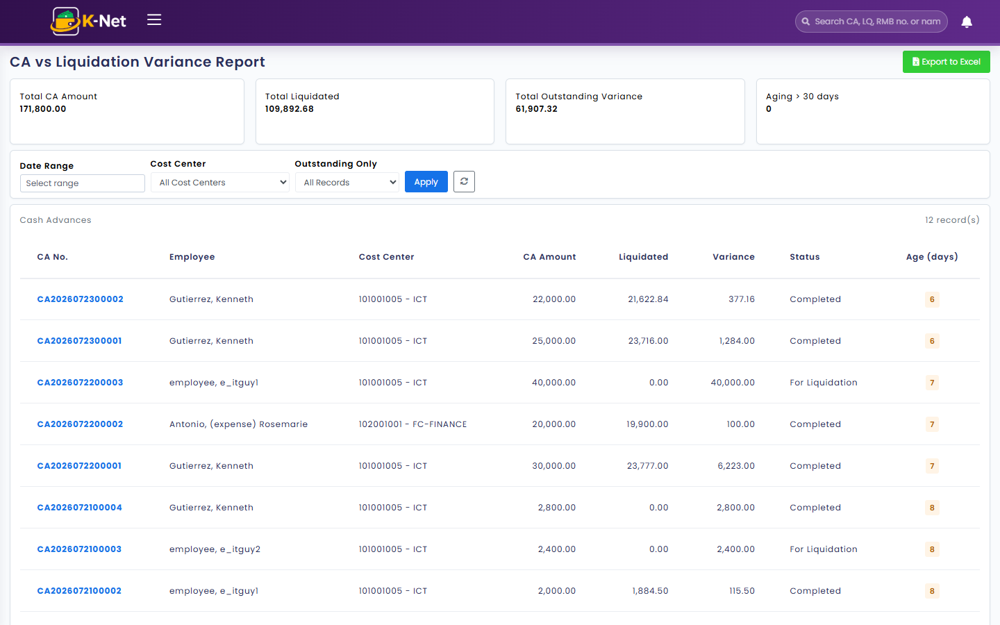 K-Net
Search CA, LQ, RMB no. or nam
CA vs Liquidation Variance Report
Export to Excel
Total CA Amount
171,800.00
Total Liquidated
109,892.68
Total Outstanding Variance
61,907.32
Aging > 30 days
0
Date Range
Select range
Cost Center
All Cost Centers
Outstanding Only
All Records
Apply
Cash Advances
12 record(s)
CA No. Employee Cost Center CA Amount Liquidated Variance Status Age (days)
CA2026072300002 Gutierrez, Kenneth 101001005 - ICT 22,000.00 21,622.84 377.16 Completed 6
CA2026072300001 Gutierrez, Kenneth 101001005 - ICT 25,000.00 23,716.00 1,284.00 Completed 6
CA2026072200003 employee, e_itguy1 101001005 - ICT 40,000.00 0.00 40,000.00 For Liquidation 7
CA2026072200002 Antonio, (expense) Rosemarie 102001001 - FC-FINANCE 20,000.00 19,900.00 100.00 Completed 7
CA2026072200001 Gutierrez, Kenneth 101001005 - ICT 30,000.00 23,777.00 6,223.00 Completed 7
CA2026072100004 Gutierrez, Kenneth 101001005 - ICT 2,800.00 0.00 2,800.00 Completed 8
CA2026072100003 employee, e_itguy2 101001005 - ICT 2,400.00 0.00 2,400.00 For Liquidation 8
CA2026072100002 employee, e_itguy1 101001005 - ICT 2,000.00 1,884.50 115.50 Completed 8